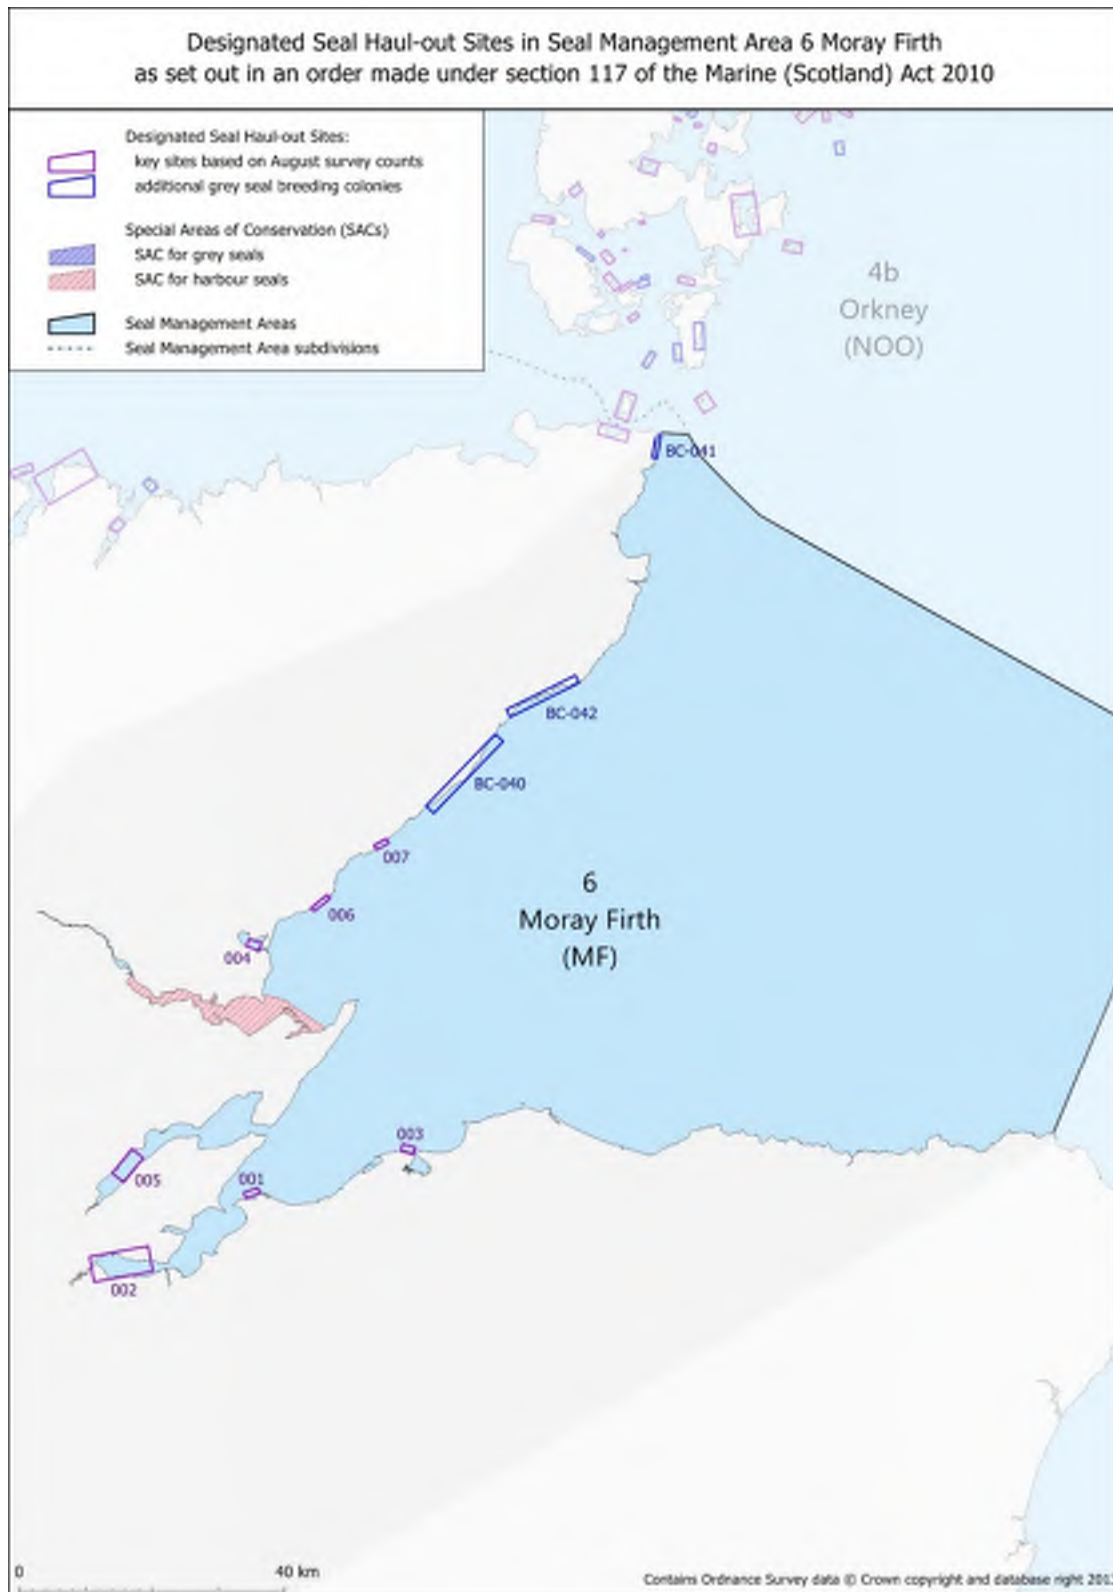 Designated Seal Haul-out Sites in Seal Management Area 6 Moray Firth
as set out in an order made under section 117 of the Marine (Scotland) Act 2010
Designated Seal Haul-out Sites:
key sites based on August survey counts
additional grey seal breeding colonies
Special Areas of Conservation (SACs)
SAC for grey seals
SAC for harbour seals
Seal Management Areas
Seal Management Area subdivisions
4b
Orkney
(NOO)
BC-041
BC-042
BC-040
007
6
Moray Firth
(MF)
006
004
003
005
001
002
0
40 km
Contains Ordnance Survey data © Crown copyright and database right